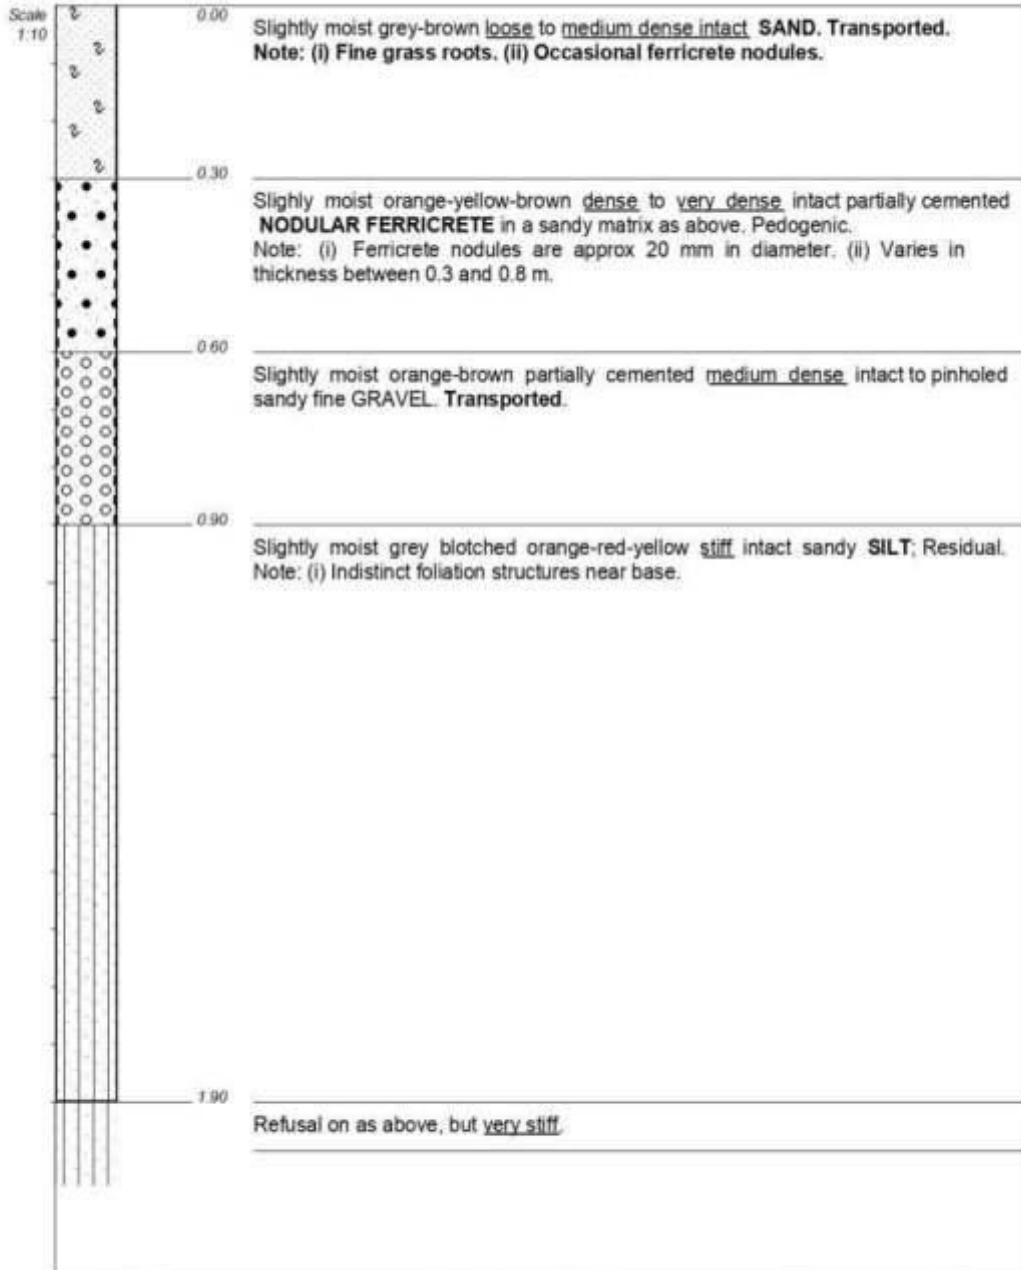 Scale
1:10
0.00
Slightly moist grey-brown loose to medium dense intact SAND. Transported.
Note: (i) Fine grass roots. (ii) Occasional ferricrete nodules.
0.30
Slighly moist orange-yellow-brown dense to very dense intact partially cemented
NODULAR FERRICRETE in a sandy matrix as above. Pedogenic.
Note: (i) Ferricrete nodules are approx 20 mm in diameter. (ii) Varies in
thickness between 0.3 and 0.8 m.
0.60
Slightly moist orange-brown partially cemented medium dense intact to pinholed
sandy fine GRAVEL. Transported.
0.90
Slightly moist grey blotched orange-red-yellow stiff intact sandy SILT; Residual.
Note: (i) Indistinct foliation structures near base.
1.90
Refusal on as above, but very stiff.